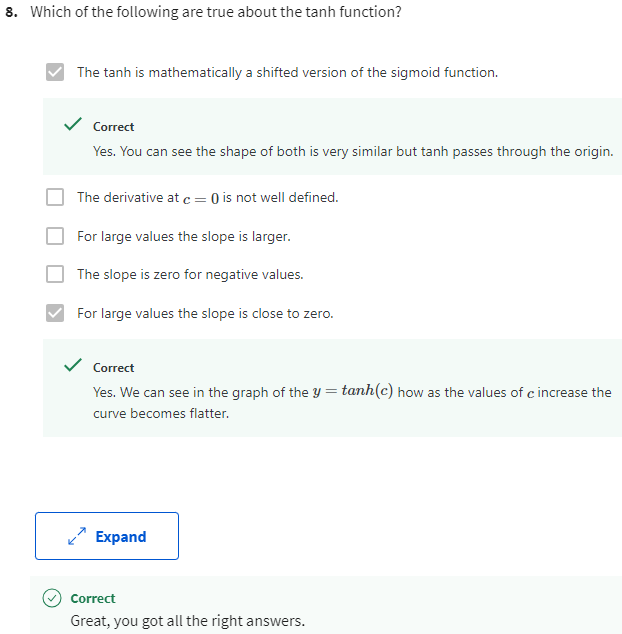 8. Which of the following are true about the tanh function?
The tanh is mathematically a shifted version of the sigmoid function.
Correct
Yes. You can see the shape of both is very similar but tanh passes through the origin.
The derivative at c = 0 is not well defined.
For large values the slope is larger.
The slope is zero for negative values.
For large values the slope is close to zero.
Correct
Yes. We can see in the graph of the y = tanh(c) how as the values of c increase the
curve becomes flatter.
Expand
Correct
Great, you got all the right answers.